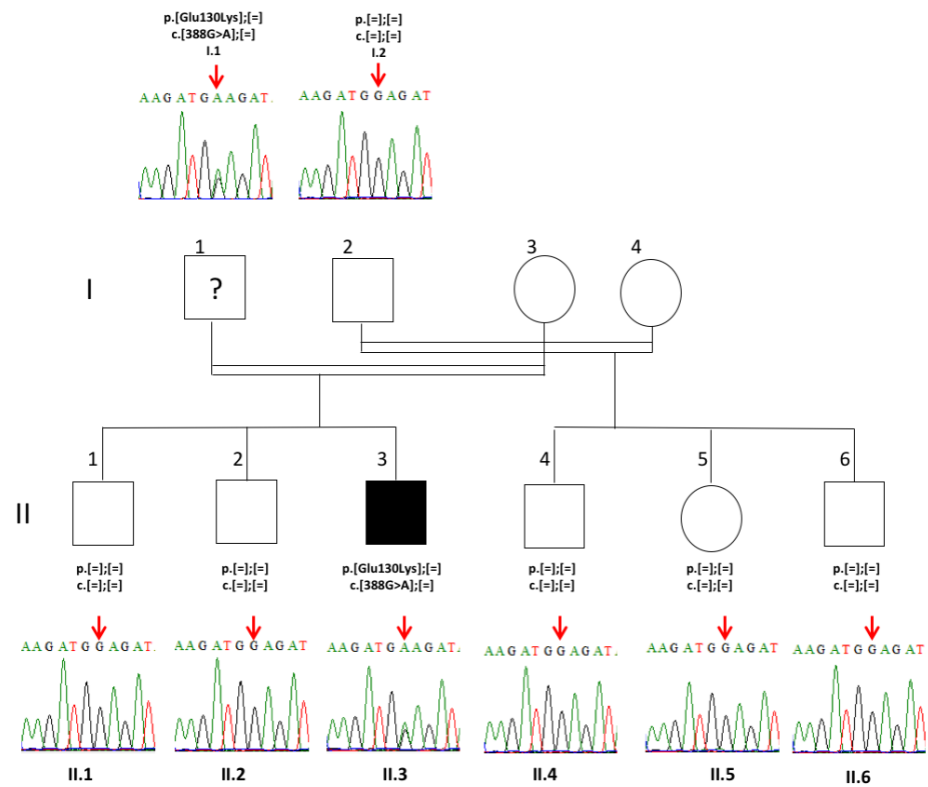 p.[Glu130Lys];[=]
c.[388G>A];[=]
I.1
p.[=];[=]
c.[=];[=]
I.2
AAGATGAAGAT.
AAGATGGAGAT
1
2
3
4
I
?
1
2
3
4
5
6
II
p.[=];[=]
c.[=];[=]
p.[=];[=]
c.[=];[=]
p.[Glu130Lys];[=]
c.[388G>A];[=]
p.[=];[=]
c.[=];[=]
p.[=];[=]
c.[=];[=]
p.[=];[=]
c.[=];[=]
AAGATGGAGAT.
AAGATGGAGAT
AAGATGAAGAT.
AAGATGGAGAT.
AAGATGGAGAT
AAGATGGAGAT
II.1
II.2
II.3
II.4
II.5
II.6